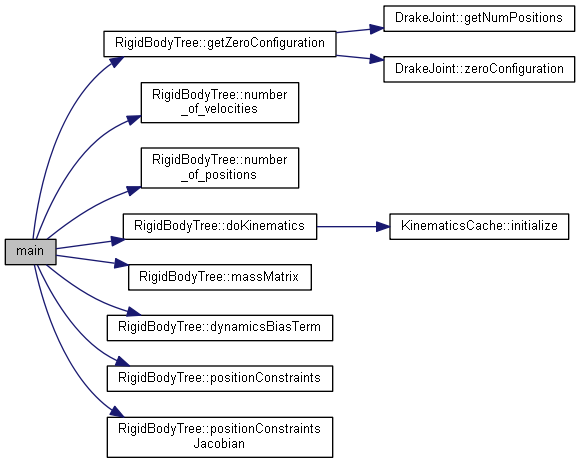 main
RigidBodyTree::getZeroConfiguration
DrakeJoint::getNumPositions
DrakeJoint::zeroConfiguration
RigidBodyTree::number
_of_velocities
RigidBodyTree::number
_of_positions
RigidBodyTree::doKinematics
KinematicsCache::initialize
RigidBodyTree::massMatrix
RigidBodyTree::dynamicsBiasTerm
RigidBodyTree::positionConstraints
RigidBodyTree::positionConstraints
Jacobian